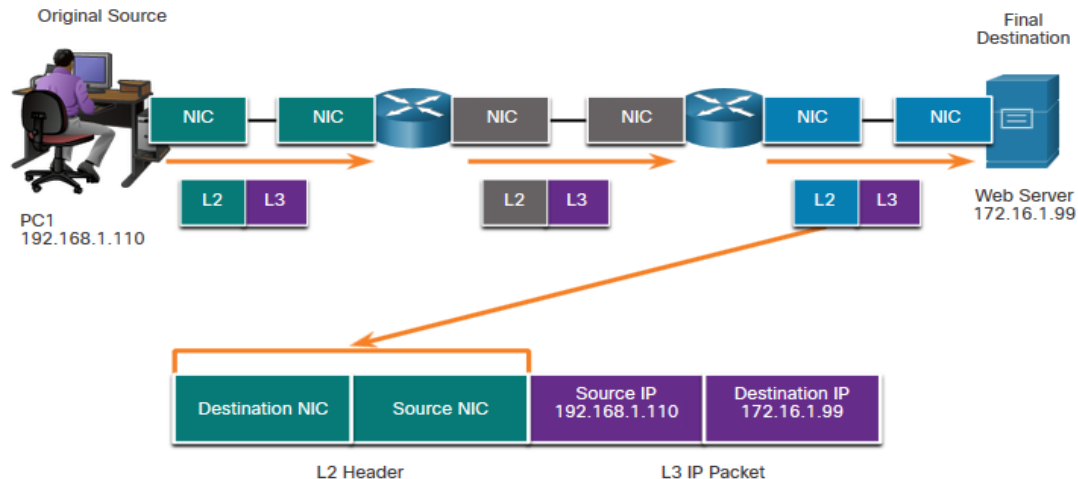 Original Source
Final
Destination
NIC
NIC
NIC
NIC
NIC
NIC
L2
L3
L2
L3
L2
L3
PC1
192.168.1.110
Web Server
172.16.1.99
Destination NIC
Source NIC
Source IP
192.168.1.110
Destination IP
172.16.1.99
L2 Header
L3 IP Packet